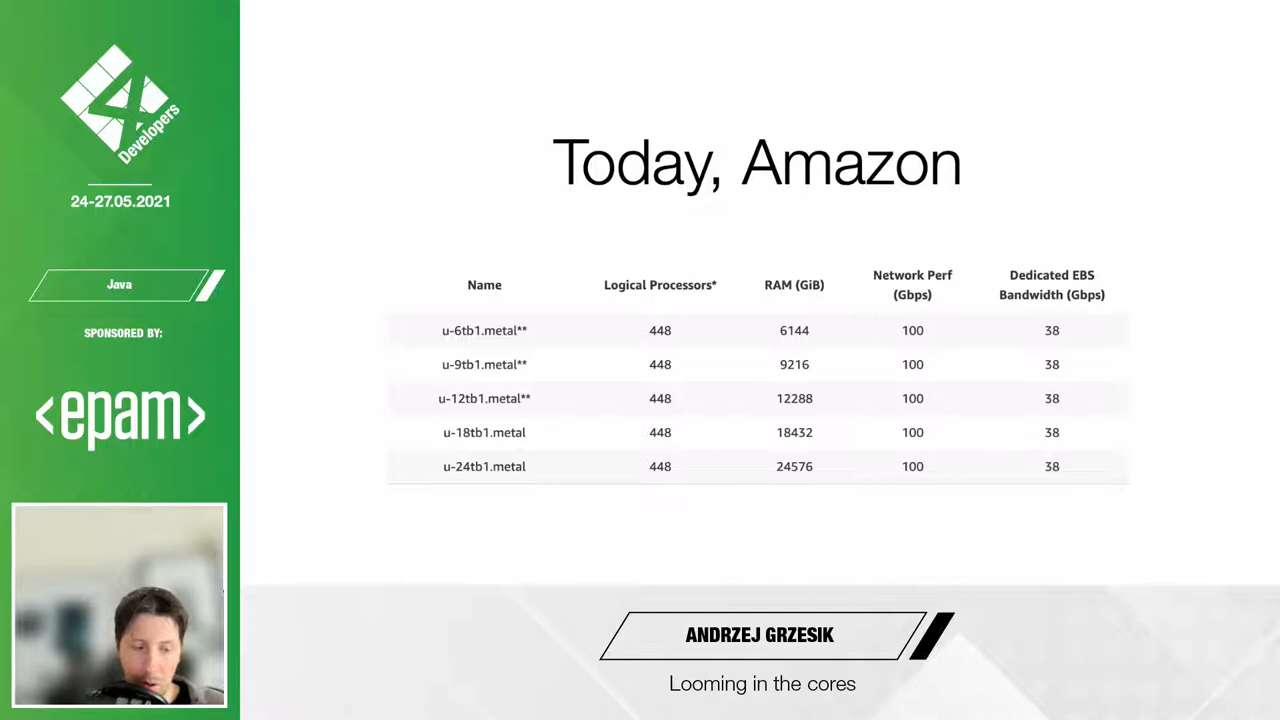 4
Developers
24-27.05.2021
Java
SPONSORED BY:
<epam>
Today, Amazon
Name Logical Processors* RAM (GiB) Network Perf (Gbps) Dedicated EBS Bandwidth (Gbps)
u-6tb1.metal** 448 6144 100 38
u-9tb1.metal** 448 9216 100 38
u-12tb1.metal** 448 12288 100 38
u-18tb1.metal 448 18432 100 38
u-24tb1.metal 448 24576 100 38
ANDRZEJ GRZESIK
Looming in the cores